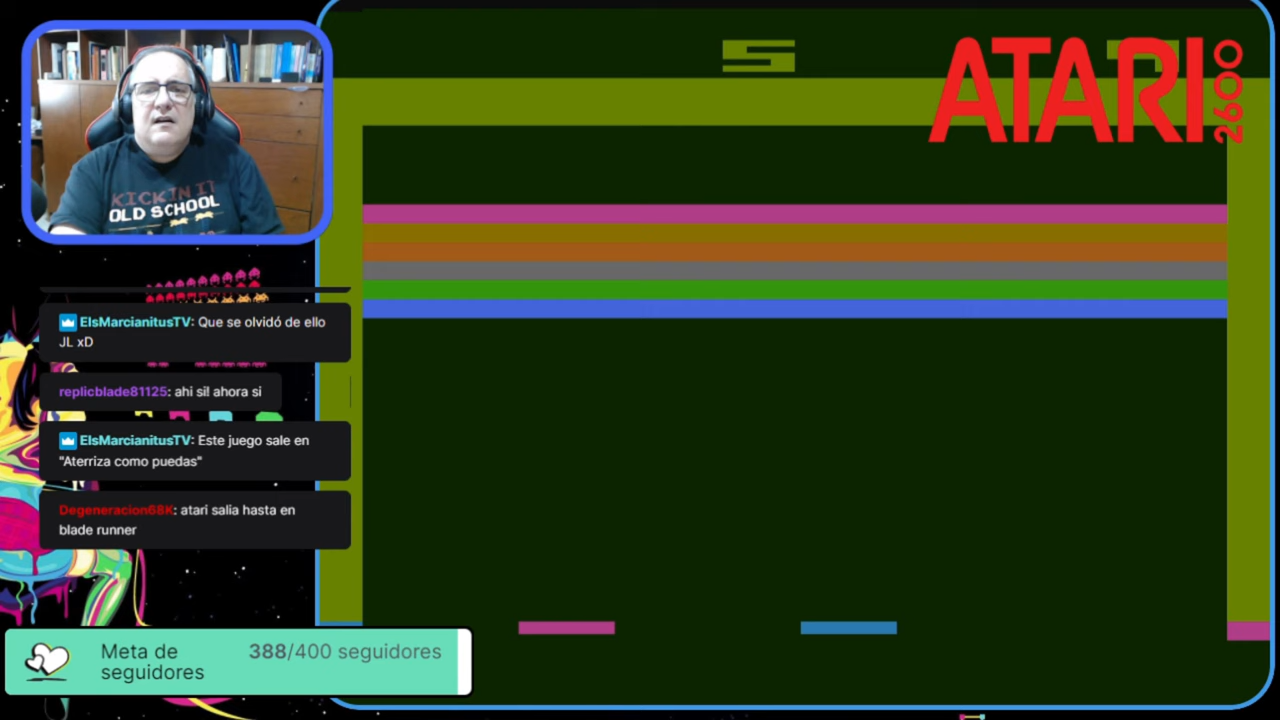 5
ATARI
2600
KICKIN IT
OLD SCHOOL
ElsMarcianitusTV: Que se olvidó de ello
JL xD
replicblade81125: ahi si! ahora si
ElsMarcianitusTV: Este juego sale en
"Aterriza como puedas"
Degeneracion68K: atari salia hasta en
blade runner
Meta de
seguidores
388/400 seguidores